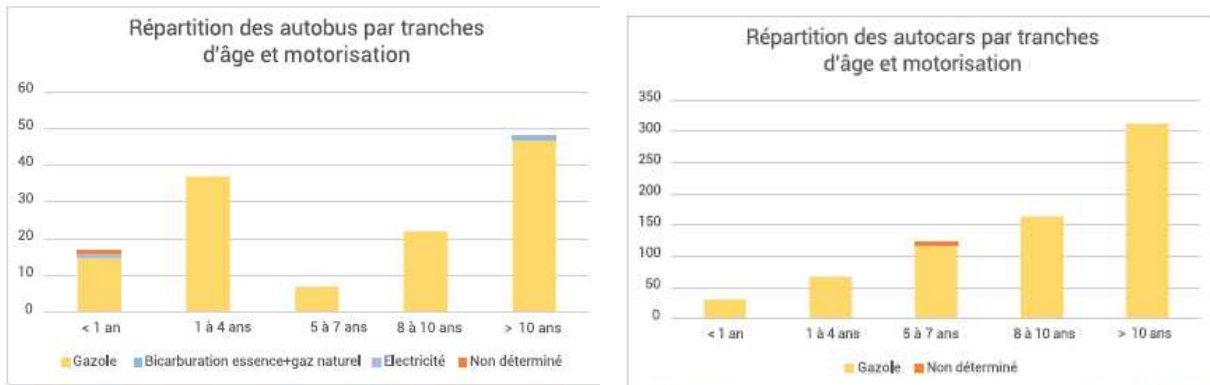 Répartition des autobus par tranches
d'âge et motorisation
60
50
40
30
20
10
0
< 1 an 1 à 4 ans 5 à 7 ans 8 à 10 ans > 10 ans
Gazole Bicarburation essence+gaz naturel Electricité Non déterminé
Répartition des autocars par tranches
d'âge et motorisation
350
300
250
200
150
100
50
0
< 1 an 1 à 4 ans 5 à 7 ans 8 à 10 ans > 10 ans
Gazole Non déterminé